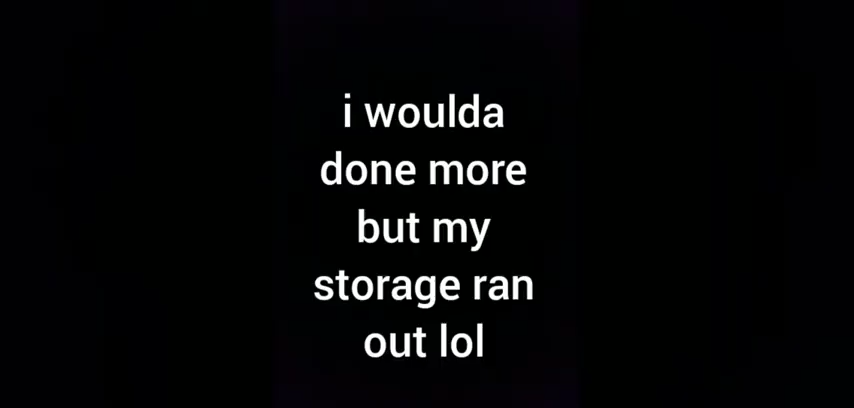 i woulda
done more
but my
storage ran
out lol